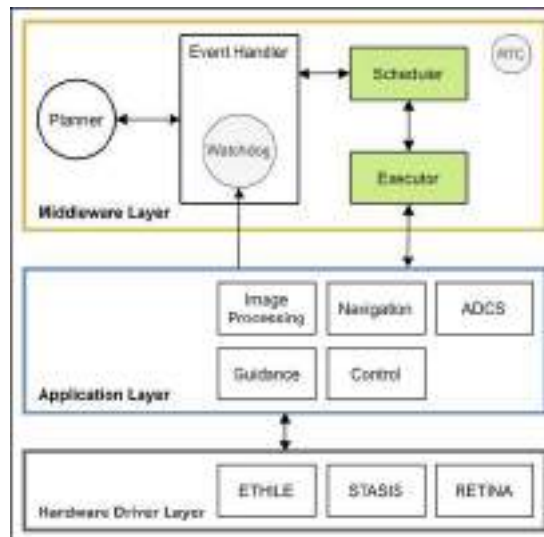 Event Handler
Scheduler
RTC
Planner
Watchdog
Executor
Middleware Layer
Image
Processing
Navigation
ADCS
Guidance
Control
Application Layer
ETHILE
STASIS
RETINA
Hardware Driver Layer